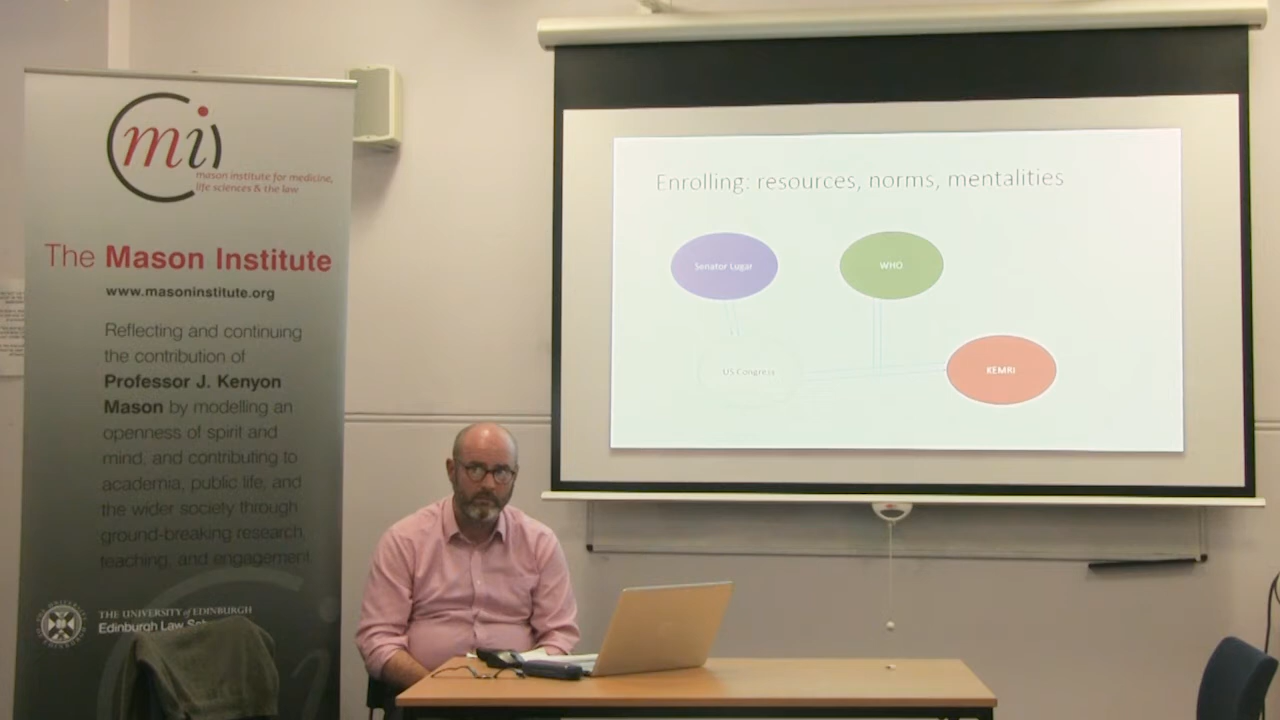 mi
mason institute for medicine,
life sciences & the law
The Mason Institute
www.masoninstitute.org
Reflecting and continuing
the contribution of
Professor J. Kenyon
Mason by modelling an
openness of spirit and
mind, and contributing to
academia, public life, and
the wider society through
ground-breaking research,
teaching, and engagement.
THE UNIVERSITY of EDINBURGH
Edinburgh Law
Enrolling: resources, norms, mentalities
Senator Lugar
WHO
US Congress
KEMRI